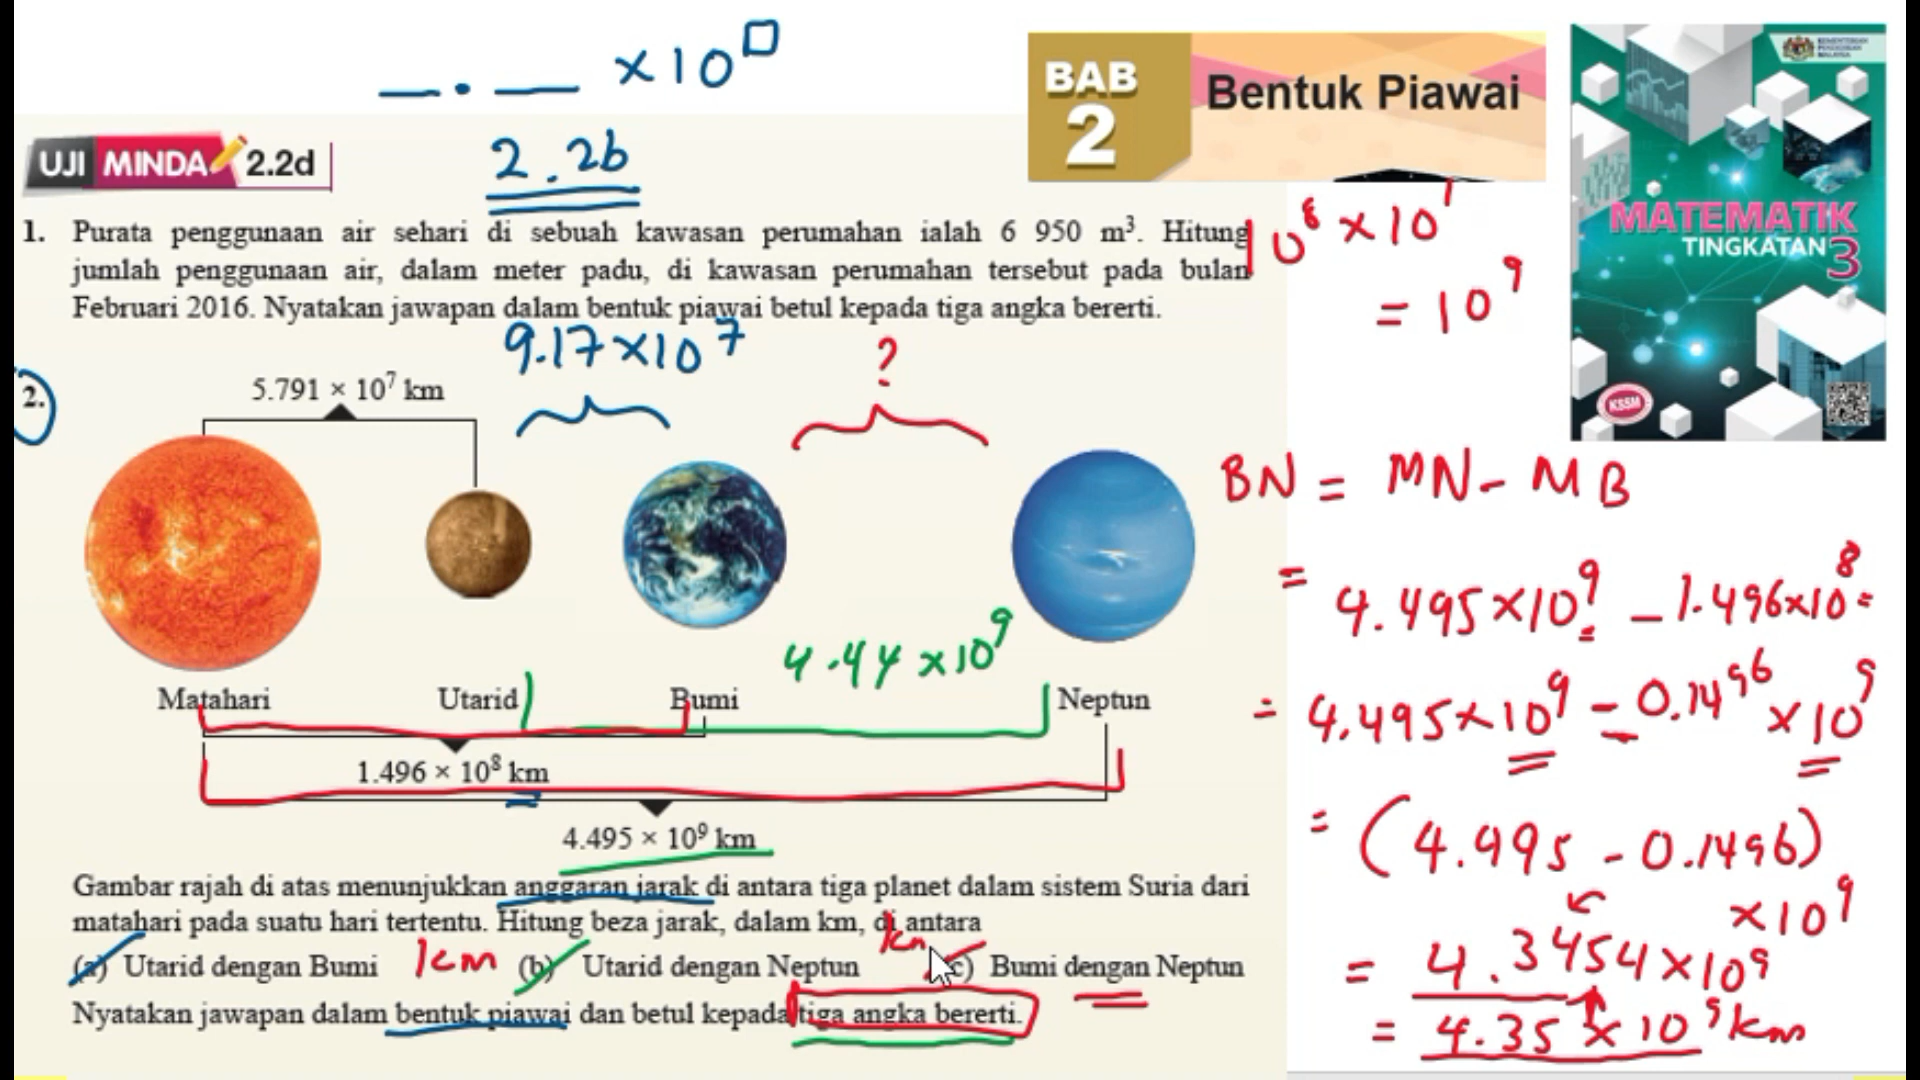 __ . __ ×10^□
BAB
2
Bentuk Piawai
KEMENTERIAN
PENDIDIKAN
MALAYSIA
MATEMATIK
TINGKATAN 3
KSSM
UJI MINDA 2.2d
2.26
1. Purata penggunaan air sehari di sebuah kawasan perumahan ialah 6 950 m³. Hitung
jumlah penggunaan air, dalam meter padu, di kawasan perumahan tersebut pada bulan
Februari 2016. Nyatakan jawapan dalam bentuk piawai betul kepada tiga angka bererti.
10⁸ × 10¹
= 10⁹
9.17×10⁷
?
2.
5.791 × 10⁷ km
BN = MN - MB
= 4.495×10⁹ - 1.496×10⁸
4.44×10⁹
Matahari Utarid Bumi Neptun
= 4.495×10⁹ - 0.1496 ×10⁹
1.496 × 10⁸ km
4.495 × 10⁹ km
= (4.495 - 0.1496)
×10⁹
Gambar rajah di atas menunjukkan anggaran jarak di antara tiga planet dalam sistem Suria dari
matahari pada suatu hari tertentu. Hitung beza jarak, dalam km, di antara
(a) Utarid dengan Bumi km (b) Utarid dengan Neptun km (c) Bumi dengan Neptun
= 4.3454×10⁹
Nyatakan jawapan dalam bentuk piawai dan betul kepada tiga angka bererti.
= 4.35 ×10⁹ km